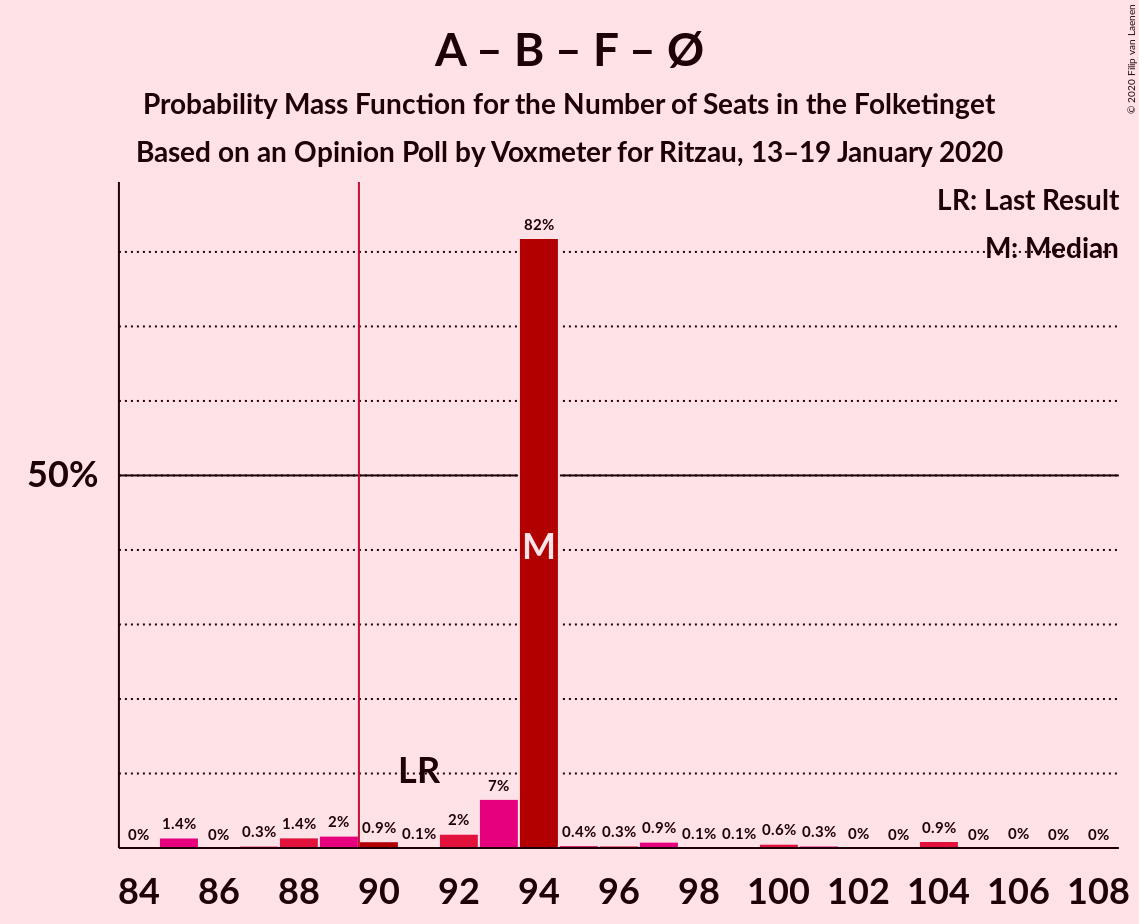 A – B – F – Ø
Probability Mass Function for the Number of Seats in the Folketinget
Based on an Opinion Poll by Voxmeter for Ritzau, 13–19 January 2020
© 2020 Filip van Laenen
LR: Last Result
M: Median
50%
0% 1.4% 0% 0.3% 1.4% 2% 0.9% 0.1% 2% 7% 82% 0.4% 0.3% 0.9% 0.1% 0.1% 0.6% 0.3% 0% 0% 0.9% 0% 0% 0% 0%
LR
M
84 86 88 90 92 94 96 98 100 102 104 106 108